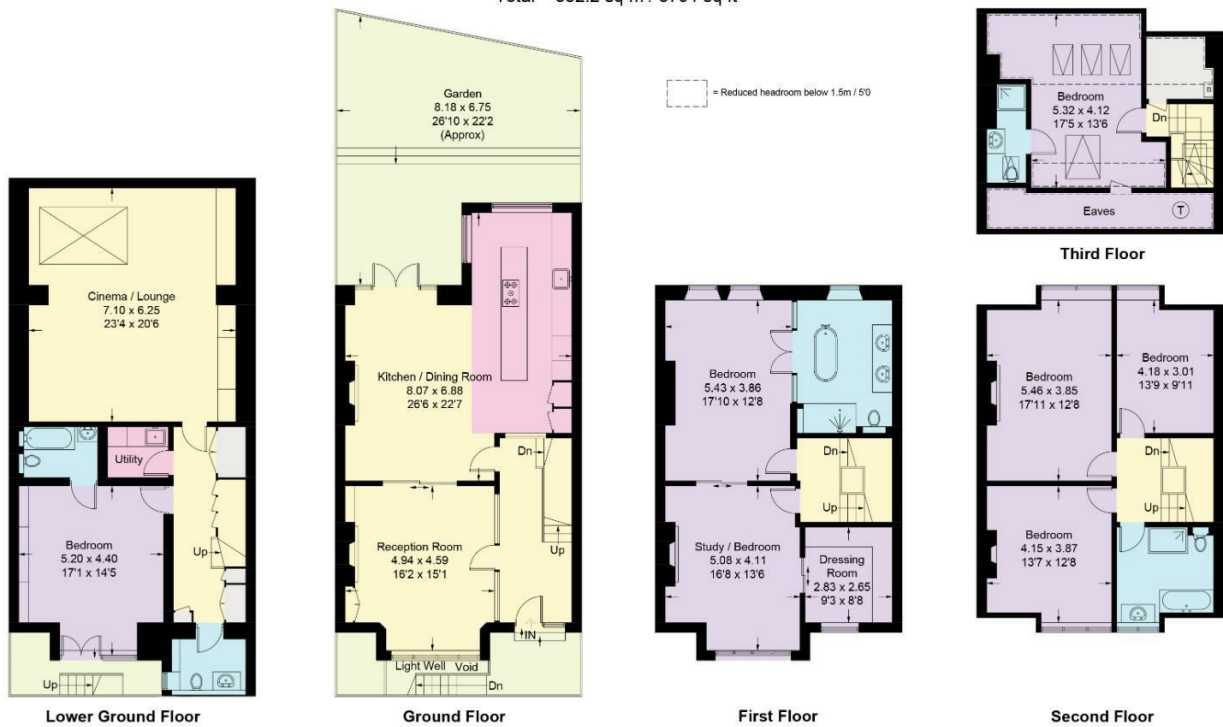 Total sq m / sq ft
Garden
8.18 x 6.75
26'10 x 22'2
(Approx)
= Reduced headroom below 1.5m / 5'0
Bedroom
5.32 x 4.12
17'5 x 13'6
Dn
B
Eaves
T
Third Floor
Cinema / Lounge
7.10 x 6.25
23'4 x 20'6
Utility
Bedroom
5.20 x 4.40
17'1 x 14'5
Up
Up
Lower Ground Floor
Kitchen / Dining Room
8.07 x 6.88
26'6 x 22'7
Dn
Reception Room
4.94 x 4.59
16'2 x 15'1
Up
IN
Light Well Void
Dn
Ground Floor
Bedroom
5.43 x 3.86
17'10 x 12'8
Dn
Up
Study / Bedroom
5.08 x 4.11
16'8 x 13'6
Dressing
Room
2.83 x 2.65
9'3 x 8'8
First Floor
Bedroom
5.46 x 3.85
17'11 x 12'8
Bedroom
4.18 x 3.01
13'9 x 9'11
Dn
Up
Bedroom
4.15 x 3.87
13'7 x 12'8
Second Floor